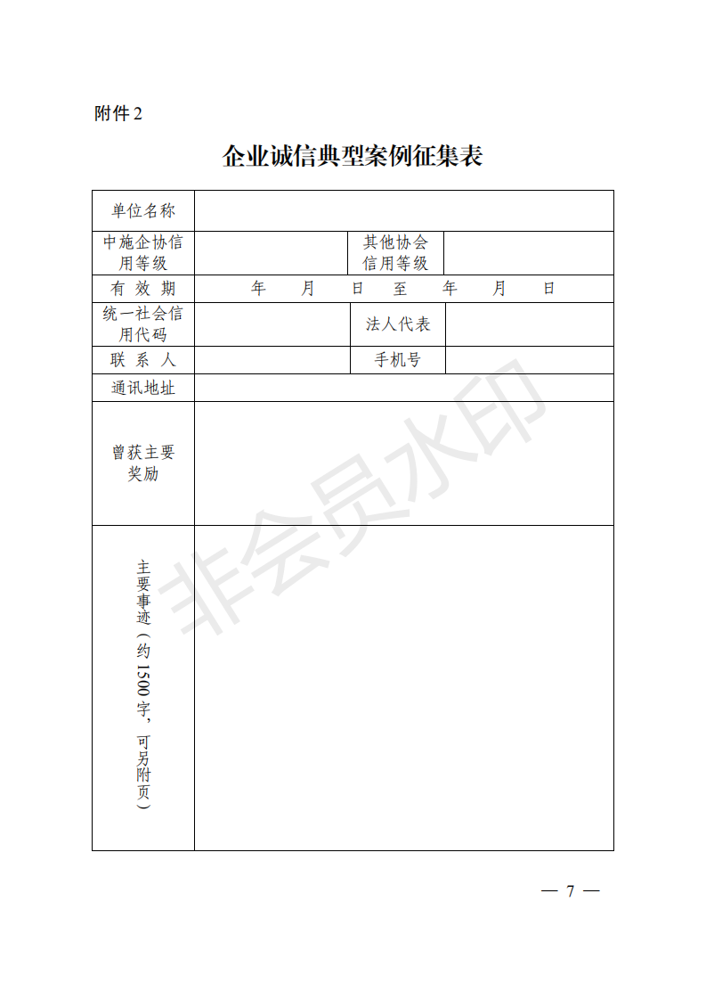 附件 2
企业诚信典型案例征集表
单位名称
中施企协信
用等级
其他协会
信用等级
有 效 期
年 月 日 至 年 月 日
统一社会信
用代码
法人代表
联 系 人
手机号
通讯地址
曾获主要
奖励
主要事迹（约 1500 字，可另附页）
非会员水印
— 7 —